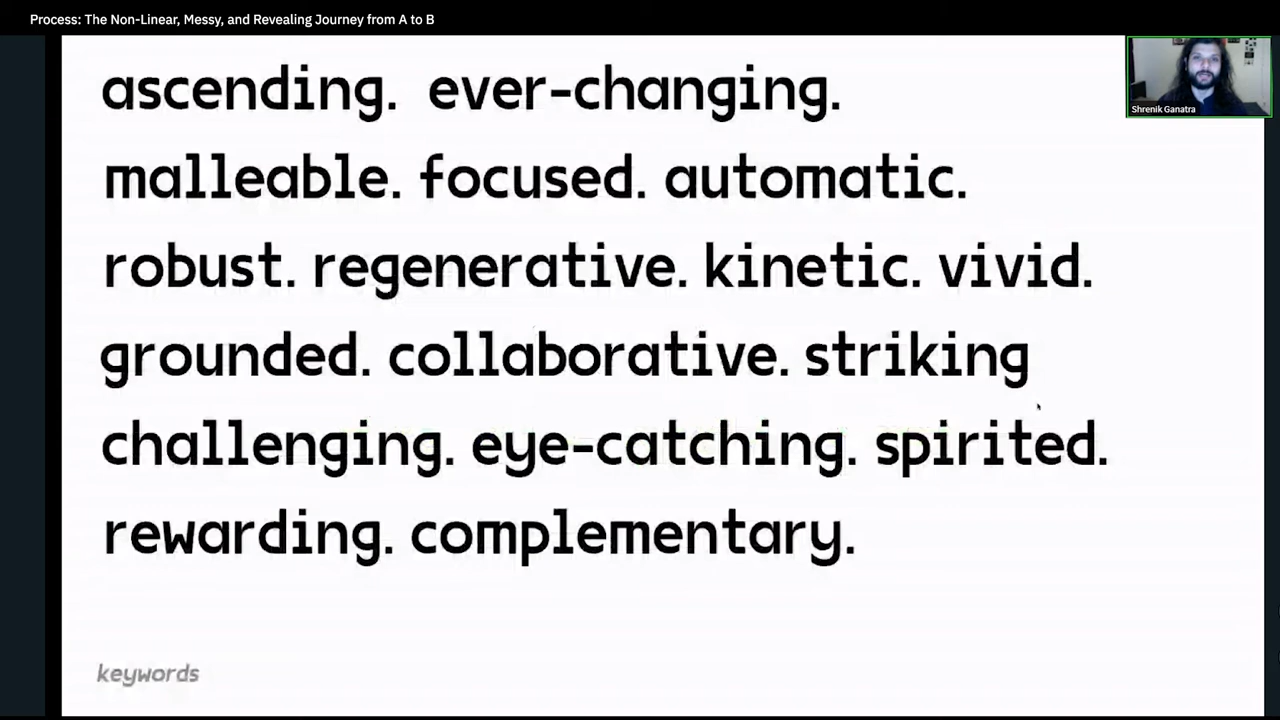 Process: The Non-Linear, Messy, and Revealing Journey from A to B
ascending. ever-changing.
malleable. focused. automatic.
robust. regenerative. kinetic. vivid.
grounded. collaborative. striking
challenging. eye-catching. spirited.
rewarding. complementary.
keywords
Shrenik Ganatra